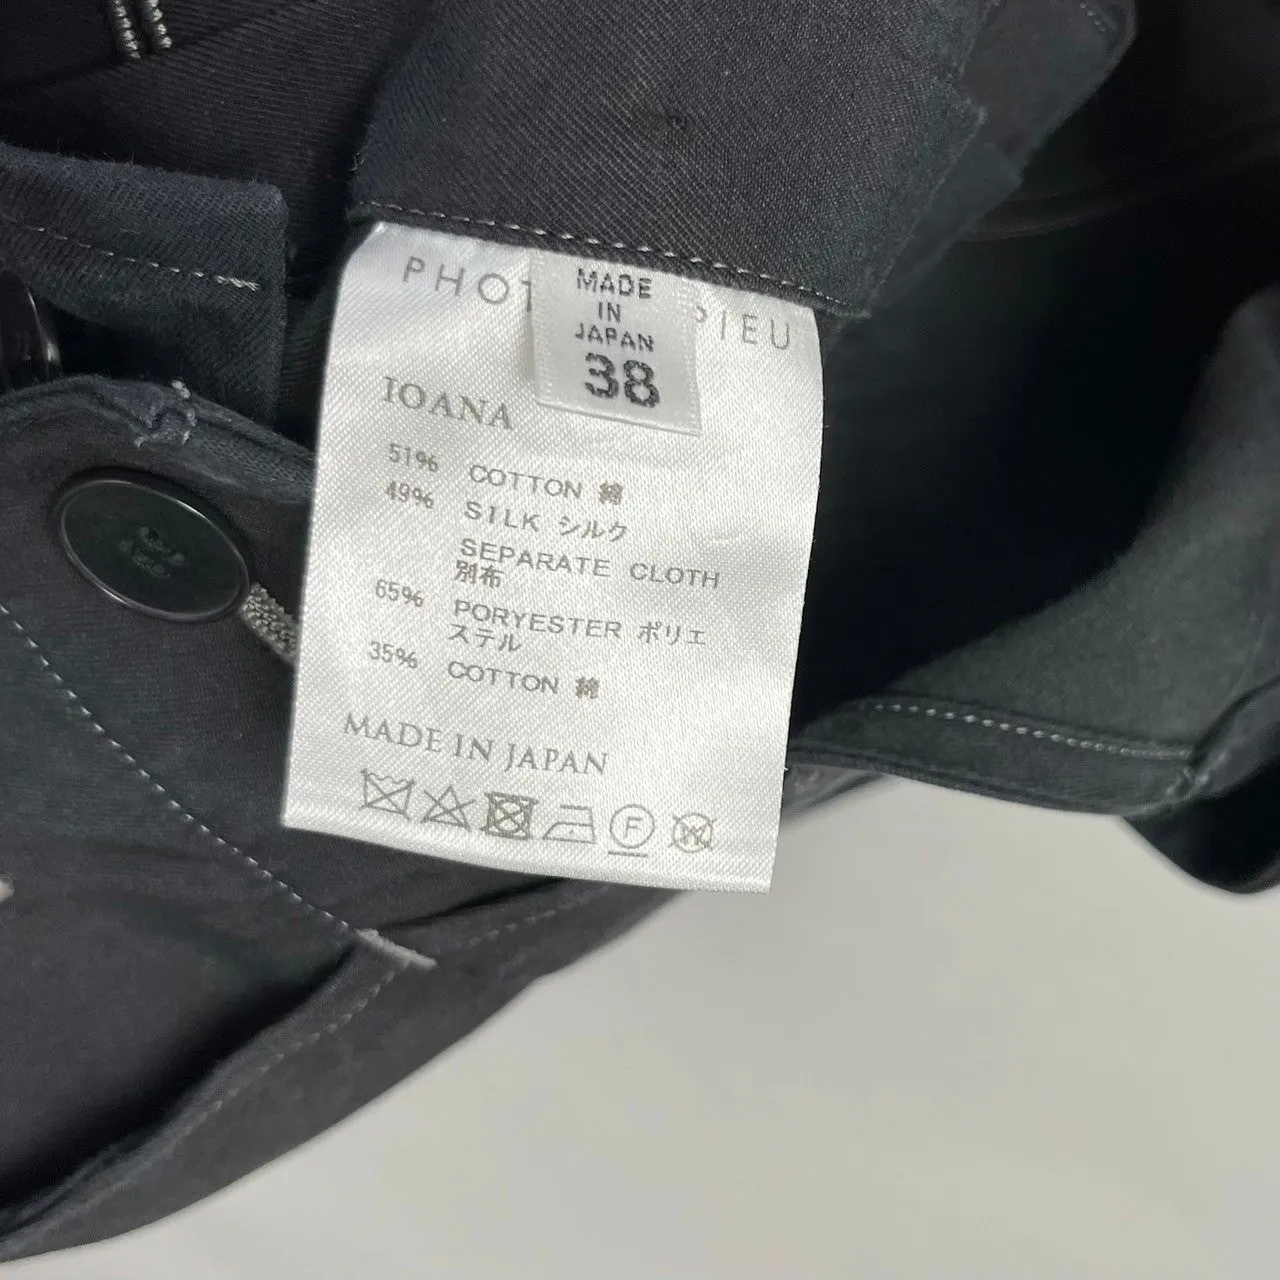 PHOT PIEU
MADE
IN
JAPAN
38
IOANA
51% COTTON 綿
49% SILK シルク
SEPARATE CLOTH
別布
65% PORYESTER ポリエ
ステル
35% COTTON 綿
MADE IN JAPAN
F
W